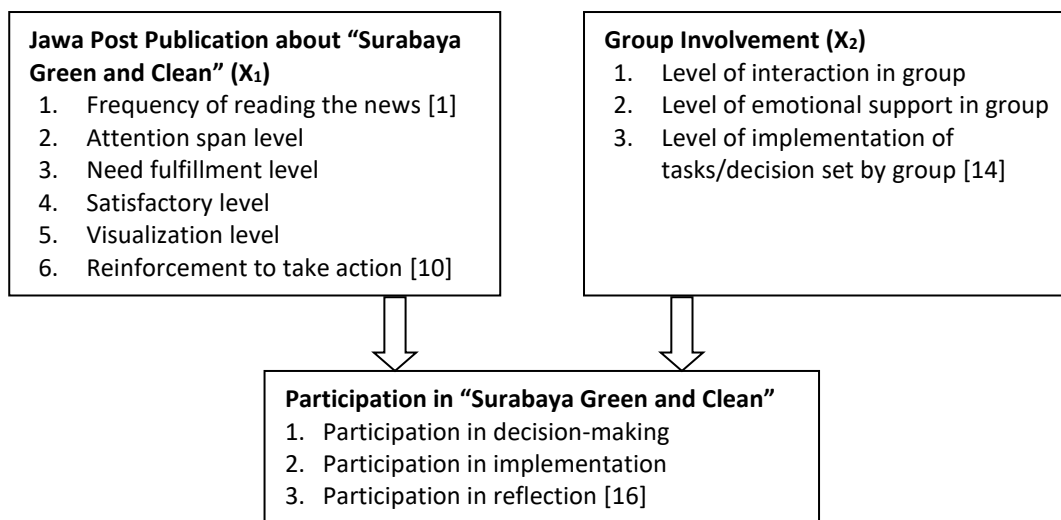 Jawa Post Publication about “Surabaya
Green and Clean” (X₁)
1. Frequency of reading the news [1]
2. Attention span level
3. Need fulfillment level
4. Satisfactory level
5. Visualization level
6. Reinforcement to take action [10]
Group Involvement (X₂)
1. Level of interaction in group
2. Level of emotional support in group
3. Level of implementation of
tasks/decision set by group [14]
Participation in “Surabaya Green and Clean”
1. Participation in decision-making
2. Participation in implementation
3. Participation in reflection [16]